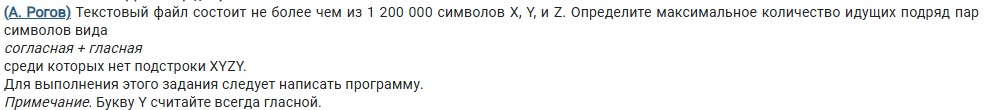 (А. Рогов) Текстовый файл состоит не более чем из 1 200 000 символов X, Y, и Z. Определите максимальное количество идущих подряд пар
символов вида
согласная + гласная
среди которых нет подстроки XYZY.
Для выполнения этого задания следует написать программу.
Примечание. Букву Y считайте всегда гласной.